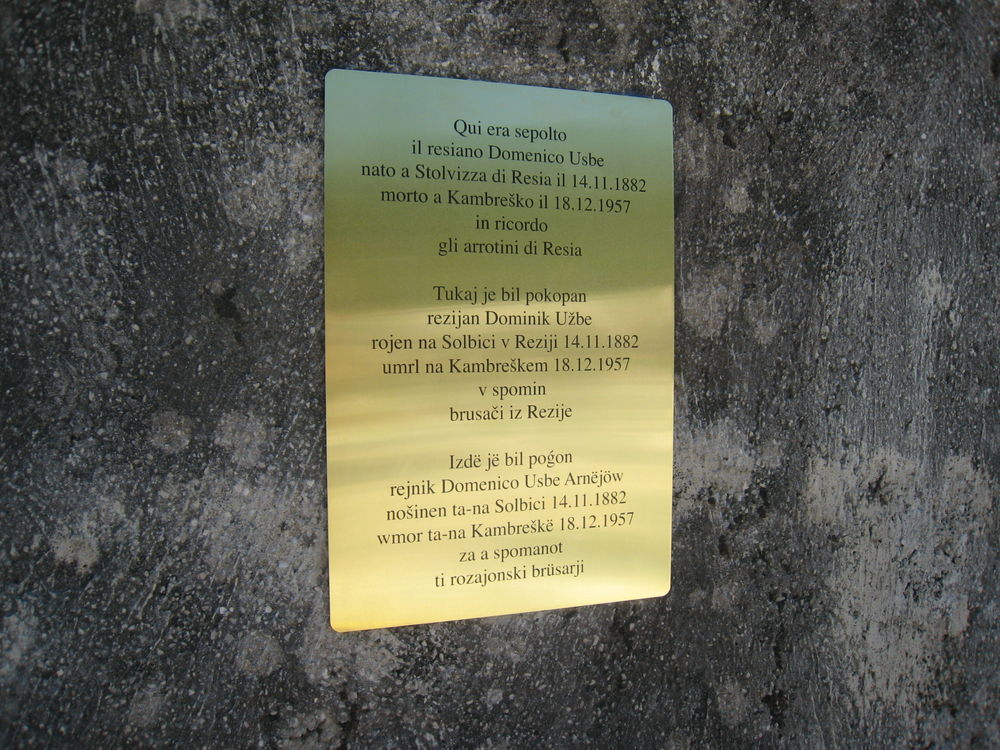 Qui era sepolto
il resiano Domenico Usbe
nato a Stolvizza di Resia il 14.11.1882
morto a Kambreško il 18.12.1957
in ricordo
gli arrotini di Resia
Tukaj je bil pokopan
rezijan Dominik Užbe
rojen na Solbici v Reziji 14.11.1882
umrl na Kambreškem 18.12.1957
v spomin
brusači iz Rezije
Izdë jë bil poǵon
rejnik Domenico Usbe Arnëjöw
nošinen ta-na Solbici 14.11.1882
wmor ta-na Kambreškë 18.12.1957
za a spomanot
ti rozajonski brüsarji